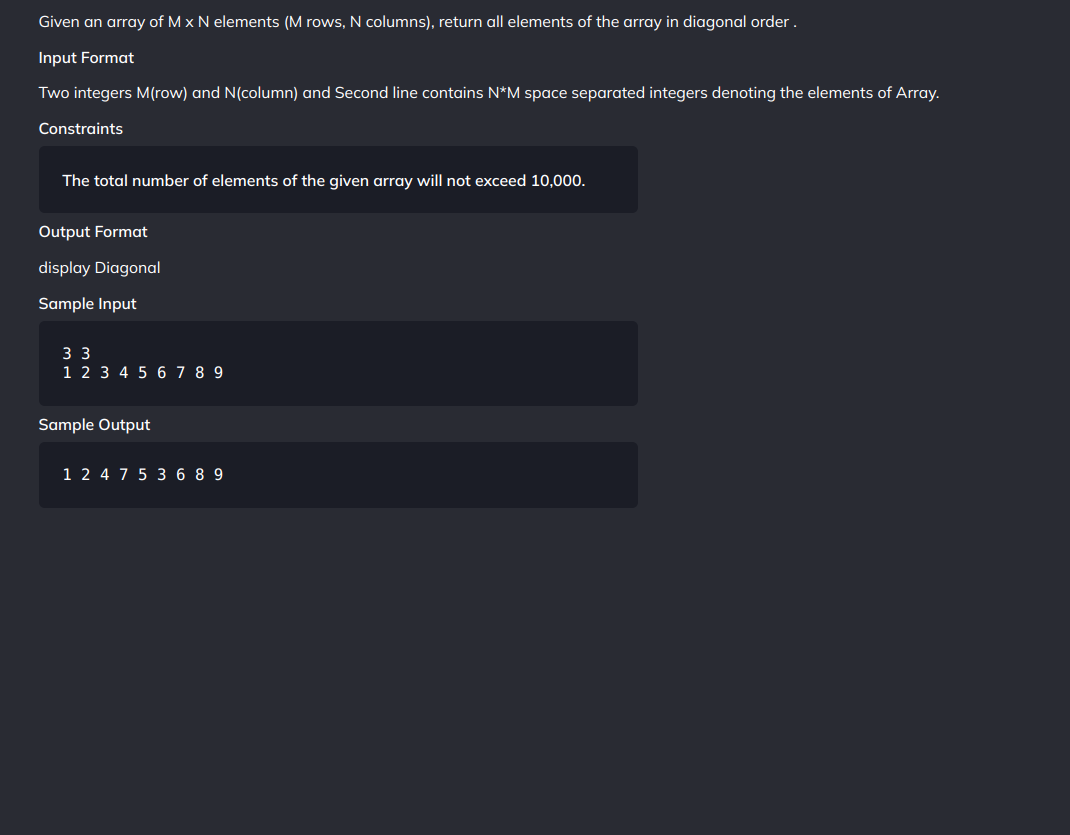 Given an array of M x N elements (M rows, N columns), return all elements of the array in diagonal order .
Input Format
Two integers M(row) and N(column) and Second line contains N*M space separated integers denoting the elements of Array.
Constraints
The total number of elements of the given array will not exceed 10,000.
Output Format
display Diagonal
Sample Input
3 3
1 2 3 4 5 6 7 8 9
Sample Output
1 2 4 7 5 3 6 8 9